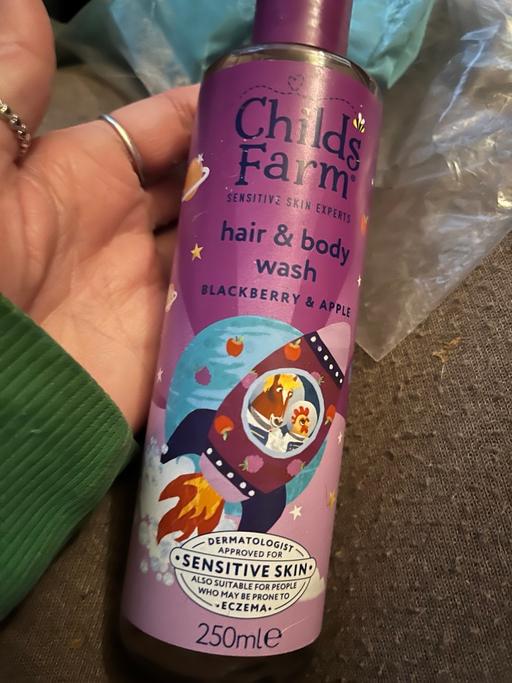 Childs
Farm®
SENSITIVE SKIN EXPERTS
hair & body
wash
BLACKBERRY & APPLE
DERMATOLOGIST
APPROVED FOR
•SENSITIVE SKIN•
ALSO SUITABLE FOR PEOPLE
WHO MAY BE PRONE TO
•ECZEMA•
250ml℮